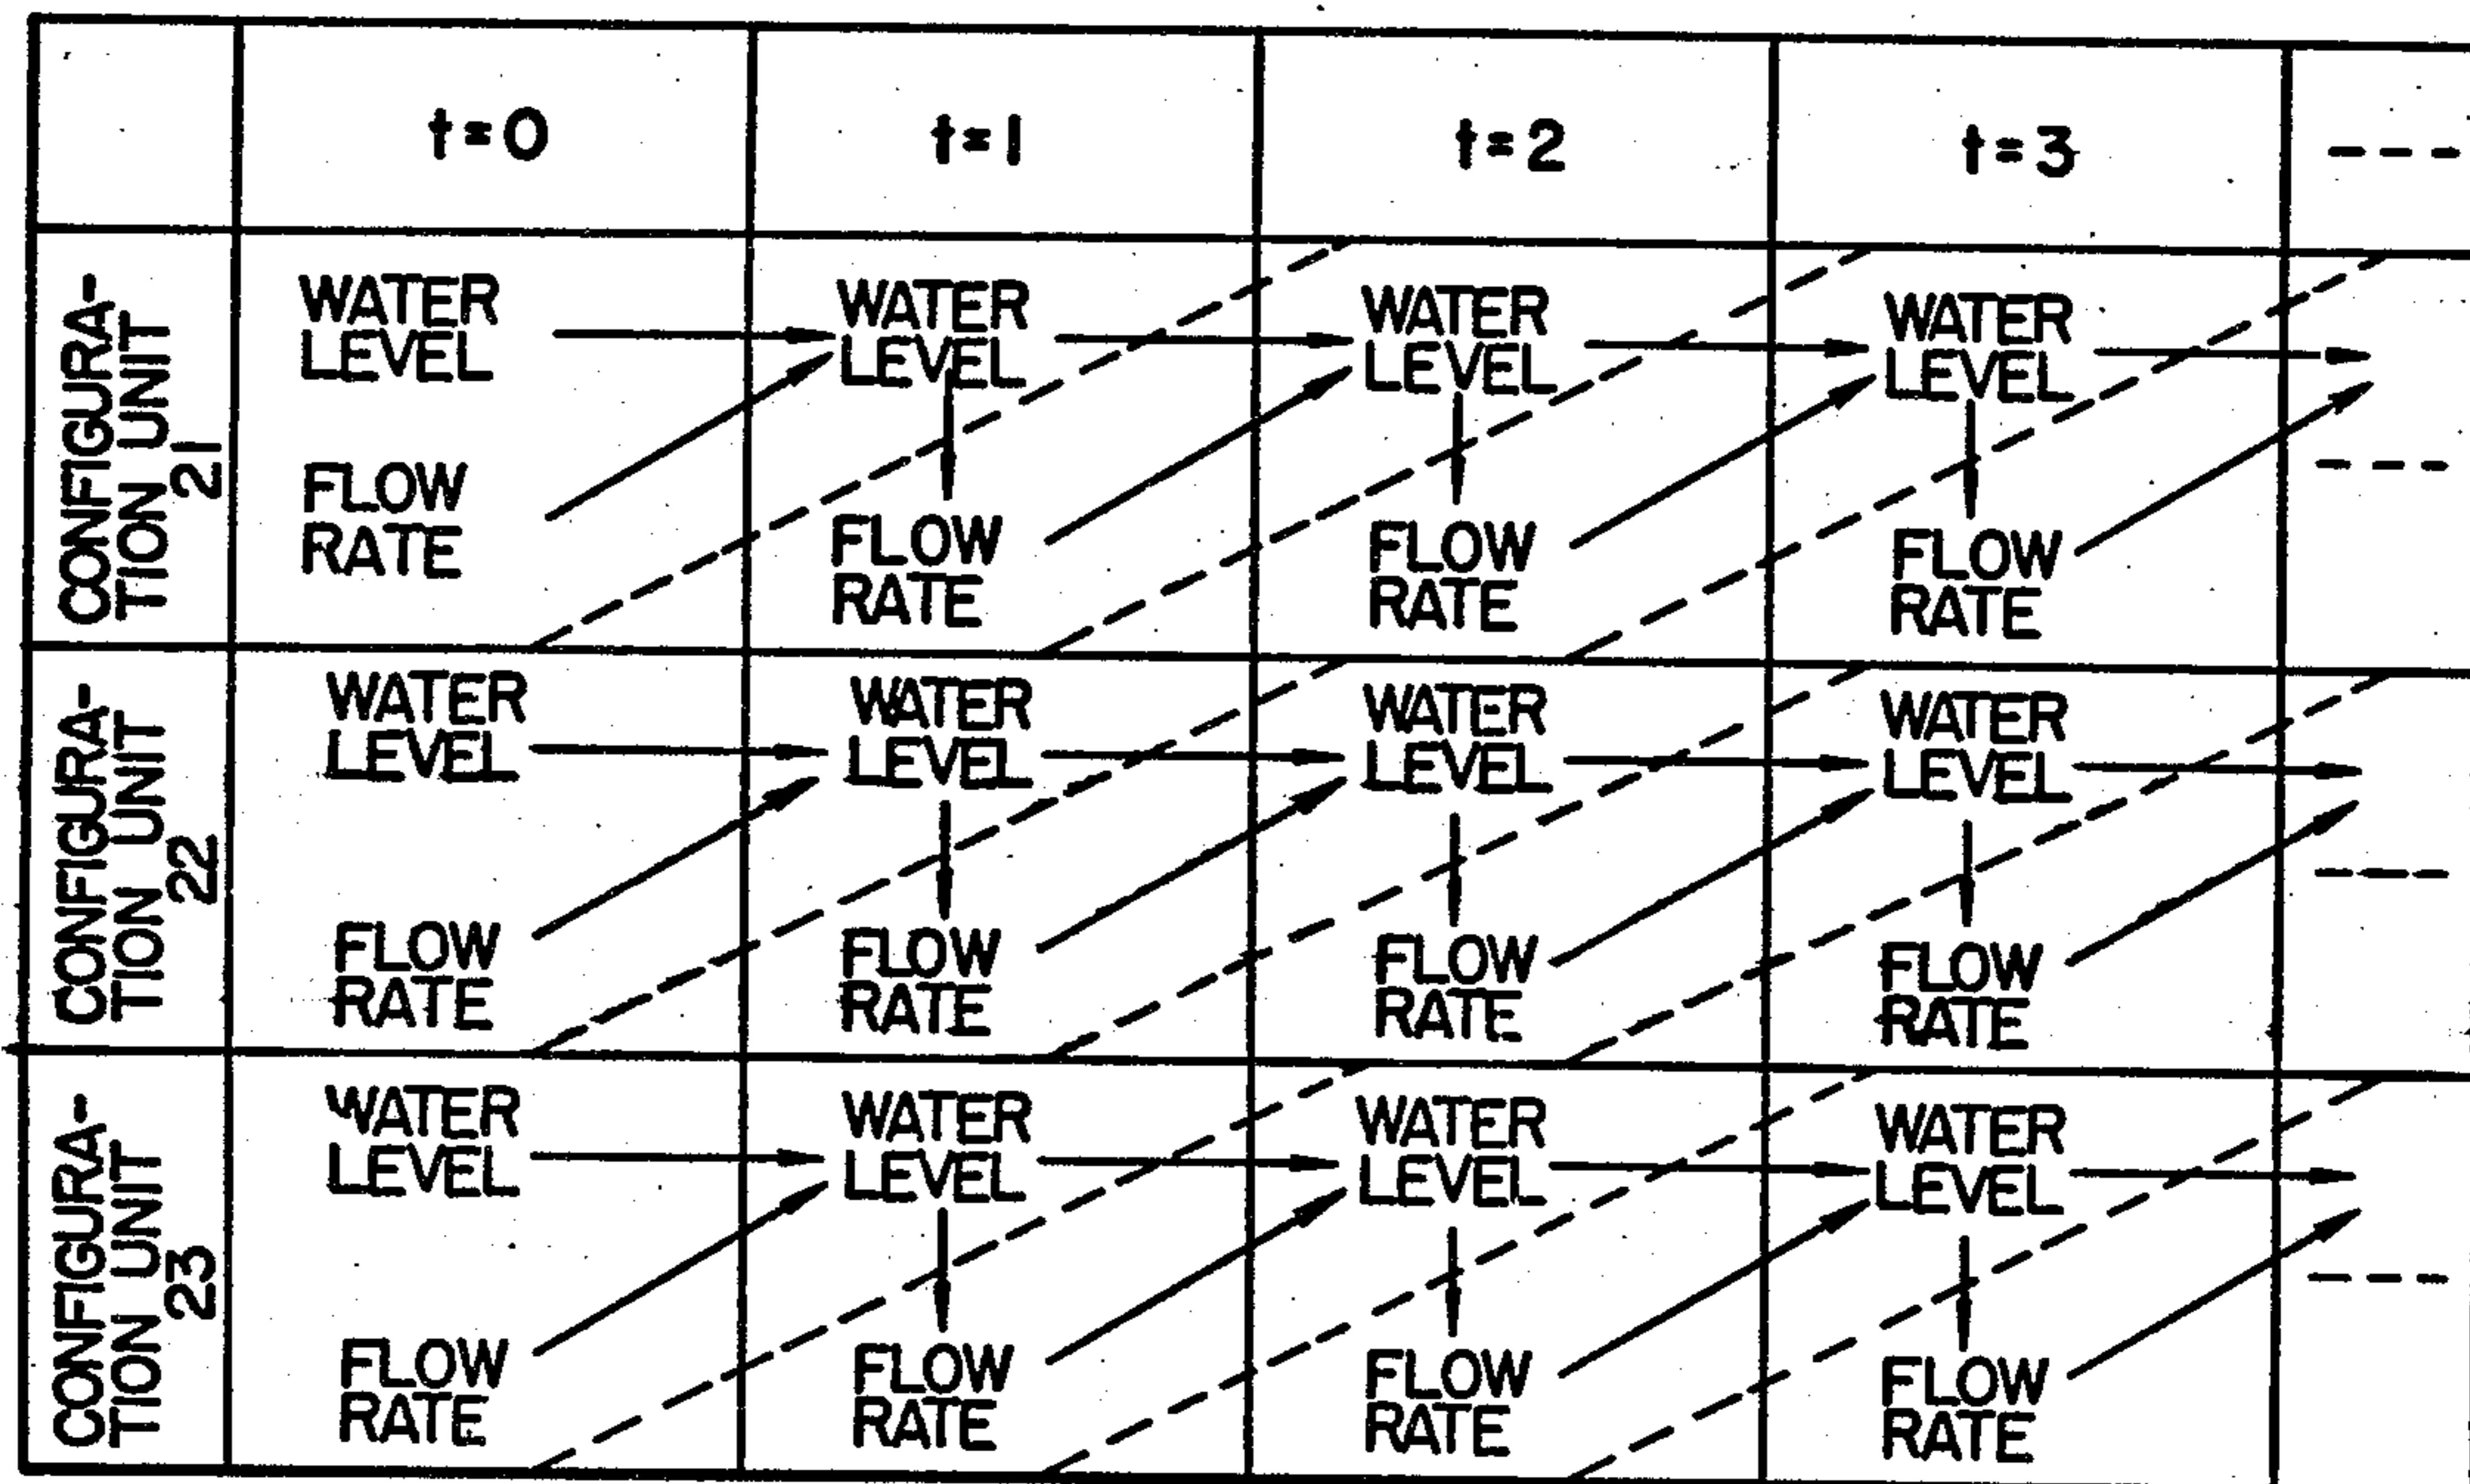 t=0
t=1
t=2
t=3
CONFIGURA-
TION UNIT
21
WATER
LEVEL
FLOW
RATE
WATER
LEVEL
FLOW
RATE
WATER
LEVEL
FLOW
RATE
WATER
LEVEL
FLOW
RATE
CONFIGURA-
TION UNIT
22
WATER
LEVEL
FLOW
RATE
WATER
LEVEL
FLOW
RATE
WATER
LEVEL
FLOW
RATE
WATER
LEVEL
FLOW
RATE
CONFIGURA-
TION UNIT
23
WATER
LEVEL
FLOW
RATE
WATER
LEVEL
FLOW
RATE
WATER
LEVEL
FLOW
RATE
WATER
LEVEL
FLOW
RATE